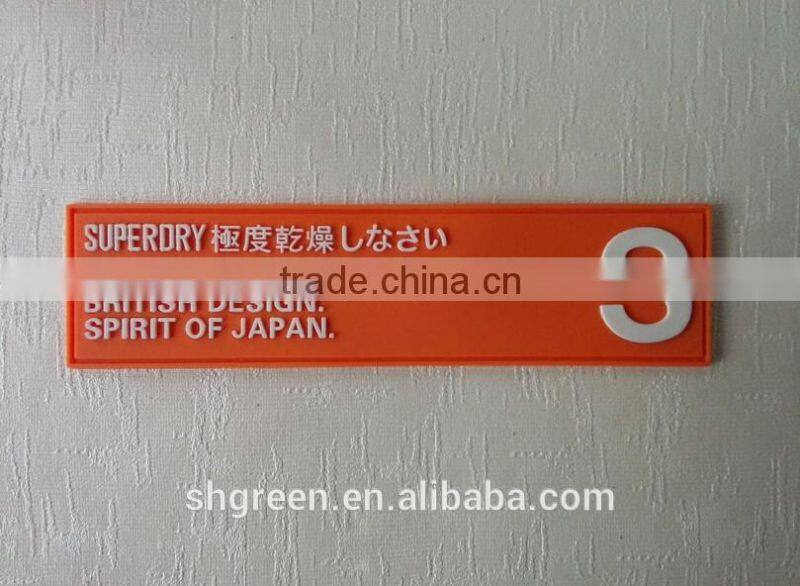 SUPERDRY 極度乾燥しなさい
trade.china.cn
BRITISH DESIGN.
SPIRIT OF JAPAN.
shgreen.en.alibaba.com